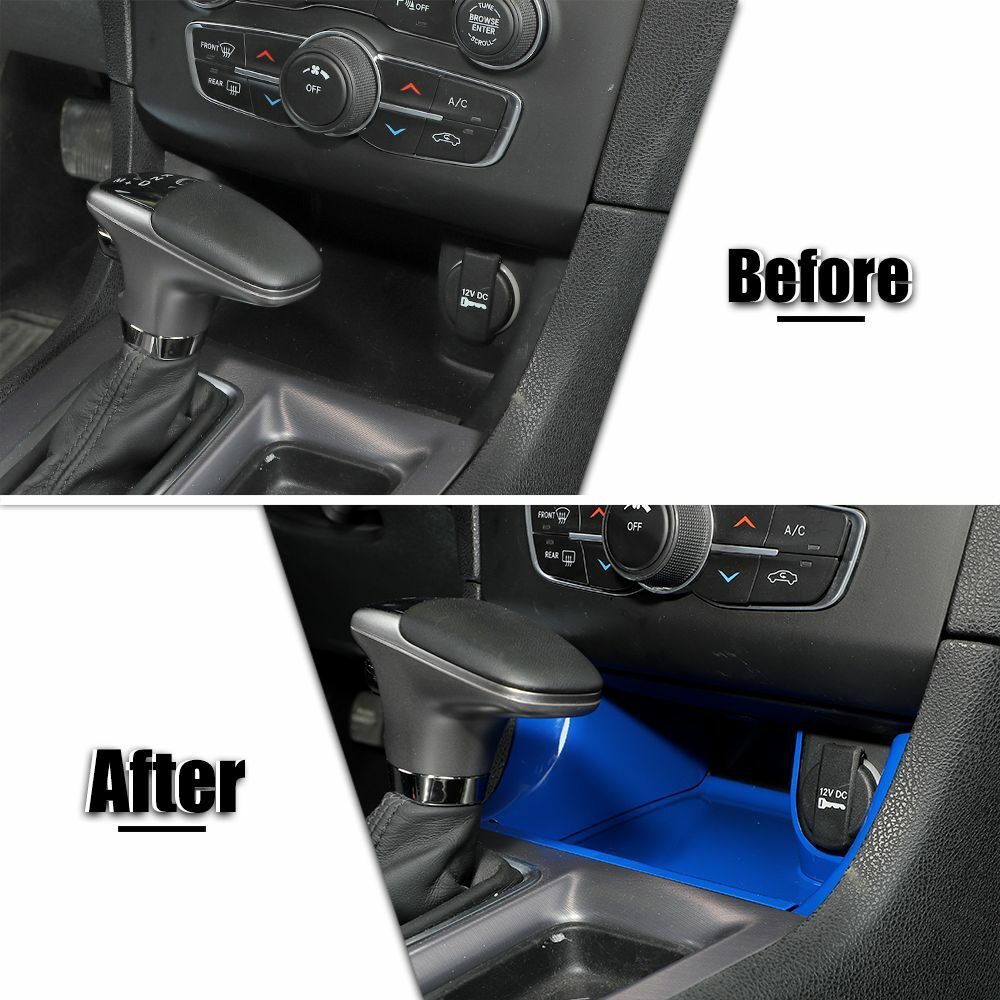 OFF
TUNE
BROWSE
ENTER
SCROLL
FRONT
OFF
REAR
A/C
M + D
12V DC
Before
FRONT
OFF
A/C
REAR
12V DC
After